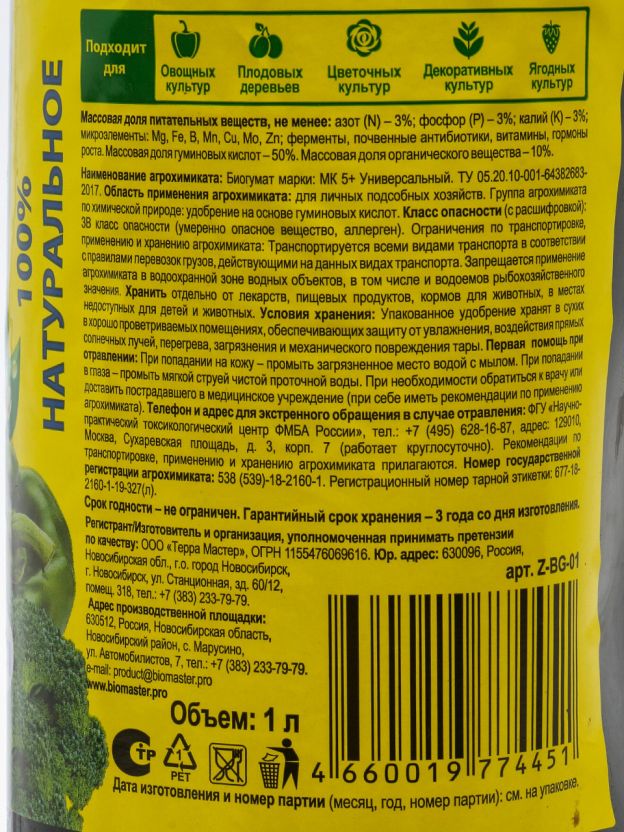 100%
НАТУРАЛЬНОЕ
Подходит
для
Овощных
культур
Плодовых
деревьев
Цветочных
культур
Декоративных
культур
Ягодных
культур
Массовая доля питательных веществ, не менее: азот (N) – 3%; фосфор (P) – 3%; калий (K) – 3%;
микроэлементы: Mg, Fe, B, Mn, Cu, Mo, Zn; ферменты, почвенные антибиотики, витамины, гормоны
роста. Массовая доля гуминовых кислот – 50%. Массовая доля органического вещества – 10%.
Наименование агрохимиката: Биогумат марки: МК 5+ Универсальный. ТУ 05.20.10-001-64382683-
2017. Область применения агрохимиката: для личных подсобных хозяйств. Группа агрохимиката
по химической природе: удобрение на основе гуминовых кислот. Класс опасности (с расшифровкой):
3В класс опасности (умеренно опасное вещество, аллерген). Ограничения по транспортировке,
применению и хранению агрохимиката: Транспортируется всеми видами транспорта в соответствии
с правилами перевозок грузов, действующими на данных видах транспорта. Запрещается применение
агрохимиката в водоохранной зоне водных объектов, в том числе и водоемов рыбохозяйственного
значения. Хранить отдельно от лекарств, пищевых продуктов, кормов для животных, в местах
недоступных для детей и животных. Условия хранения: Упакованное удобрение хранят в сухих
в хорошо проветриваемых помещениях, обеспечивающих защиту от увлажнения, воздействия прямых
солнечных лучей, перегрева, загрязнения и механического повреждения тары. Первая помощь при
отравлении: При попадании на кожу – промыть загрязненное место водой с мылом. При попадании
в глаза – промыть мягкой струей чистой проточной воды. При необходимости обратиться к врачу или
доставить пострадавшего в медицинское учреждение (при себе иметь рекомендации по применению
агрохимиката). Телефон и адрес для экстренного обращения в случае отравления: ФГУ «Научно-
практический токсикологический центр ФМБА России», тел.: +7 (495) 628-16-87, адрес: 129010,
Москва, Сухаревская площадь, д. 3, корп. 7 (работает круглосуточно). Рекомендации по
транспортировке, применению и хранению агрохимиката прилагаются. Номер государственной
регистрации агрохимиката: 538 (539)-18-2160-1. Регистрационный номер тарной этикетки: 677-18-
2160-1-19-327(л).
Срок годности – не ограничен. Гарантийный срок хранения – 3 года со дня изготовления.
Регистрант/Изготовитель и организация, уполномоченная принимать претензии
по качеству: ООО «Терра Мастер», ОГРН 1155476069616. Юр. адрес: 630096, Россия,
Новосибирская обл., г.о. город Новосибирск,
г. Новосибирск, ул. Станционная, зд. 60/12,
помещ. 318, тел.: +7 (383) 233-79-79.
арт. Z-BG-01
Адрес производственной площадки:
630512, Россия, Новосибирская область,
Новосибирский район, с. Марусино,
ул. Автомобилистов, 7, тел.: +7 (383) 233-79-79.
e-mail: product@biomaster.pro
www.biomaster.pro
Объем: 1 л
СТР
1
PET
4 660019 774451
Дата изготовления и номер партии (месяц, год, номер партии): см. на упаковке.